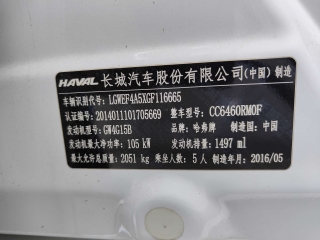 HAVAL 长城汽车股份有限公司(中国) 制造
车辆识别代号 LGWEF4A5XGF116665
认证 2014011101705669 整车型号 CC6460RM0F
发动机型号 GW4G15B 品牌 哈弗牌 制造国 中国
发动机最大净功率 105 kW 发动机排量 1497 ml
最大允许总质量 2051 kg 乘坐人数 5 人 制造年月 2016/05